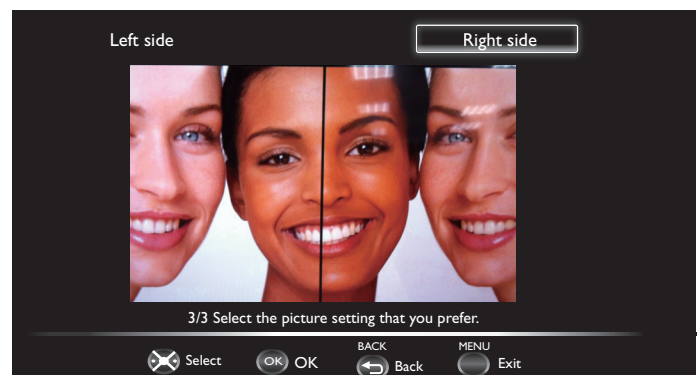 Left side
Right side
3/3 Select the picture setting that you prefer.
Select
OK
OK
BACK
Back
MENU
Exit